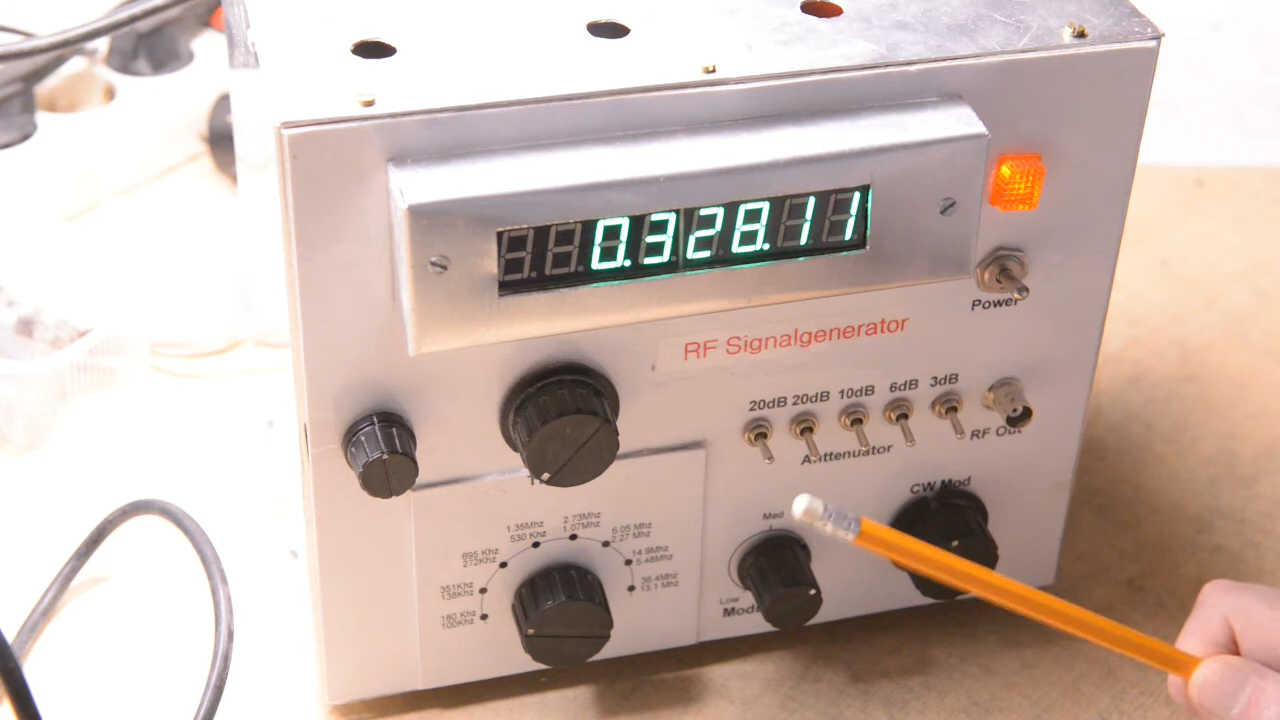 0.328.11
Power
RF Signalgenerator
20dB 20dB 10dB 6dB 3dB
RF Out
Anttenuator
CW Mod
Med
Low
1.35Mhz
530 Khz
2.73Mhz
1.07Mhz
6.05 Mhz
2.27 Mhz
695 Khz
272Khz
14.9Mhz
5.48Mhz
351Khz
138Khz
36.4Mhz
13.1 Mhz
180 Khz
100Khz